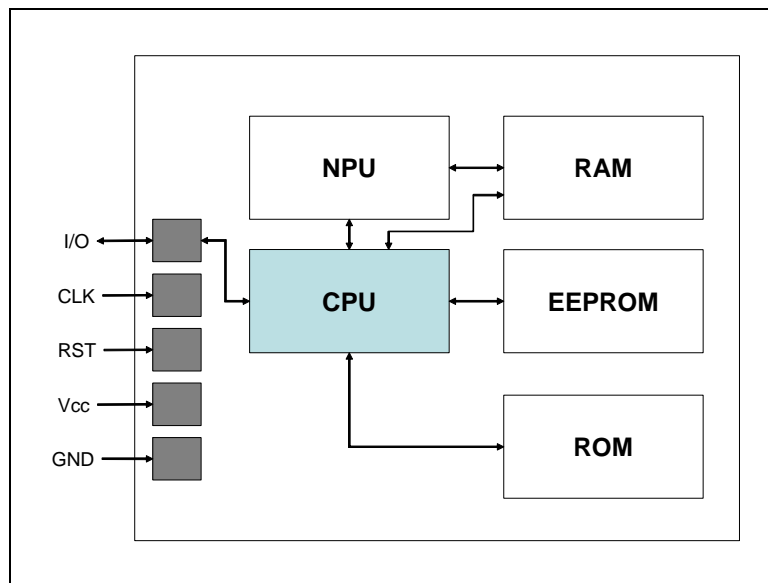 NPU
RAM
I/O
CLK
CPU
EEPROM
RST
Vcc
ROM
GND